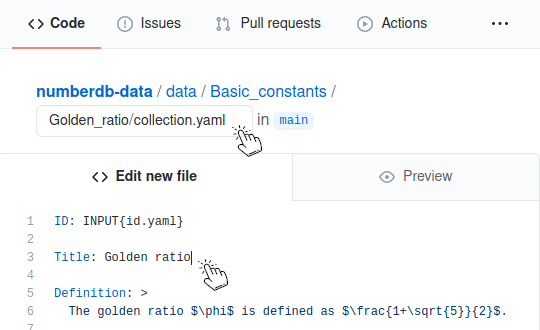 Code Issues Pull requests Actions ...
numberdb-data / data / Basic_constants /
Golden_ratio/collection.yaml in main
Edit new file Preview
1 ID: INPUT{id.yaml}
2
3 Title: Golden ratio
4
5 Definition: >
6 The golden ratio $\phi$ is defined as $\frac{1+\sqrt{5}}{2}$.
7